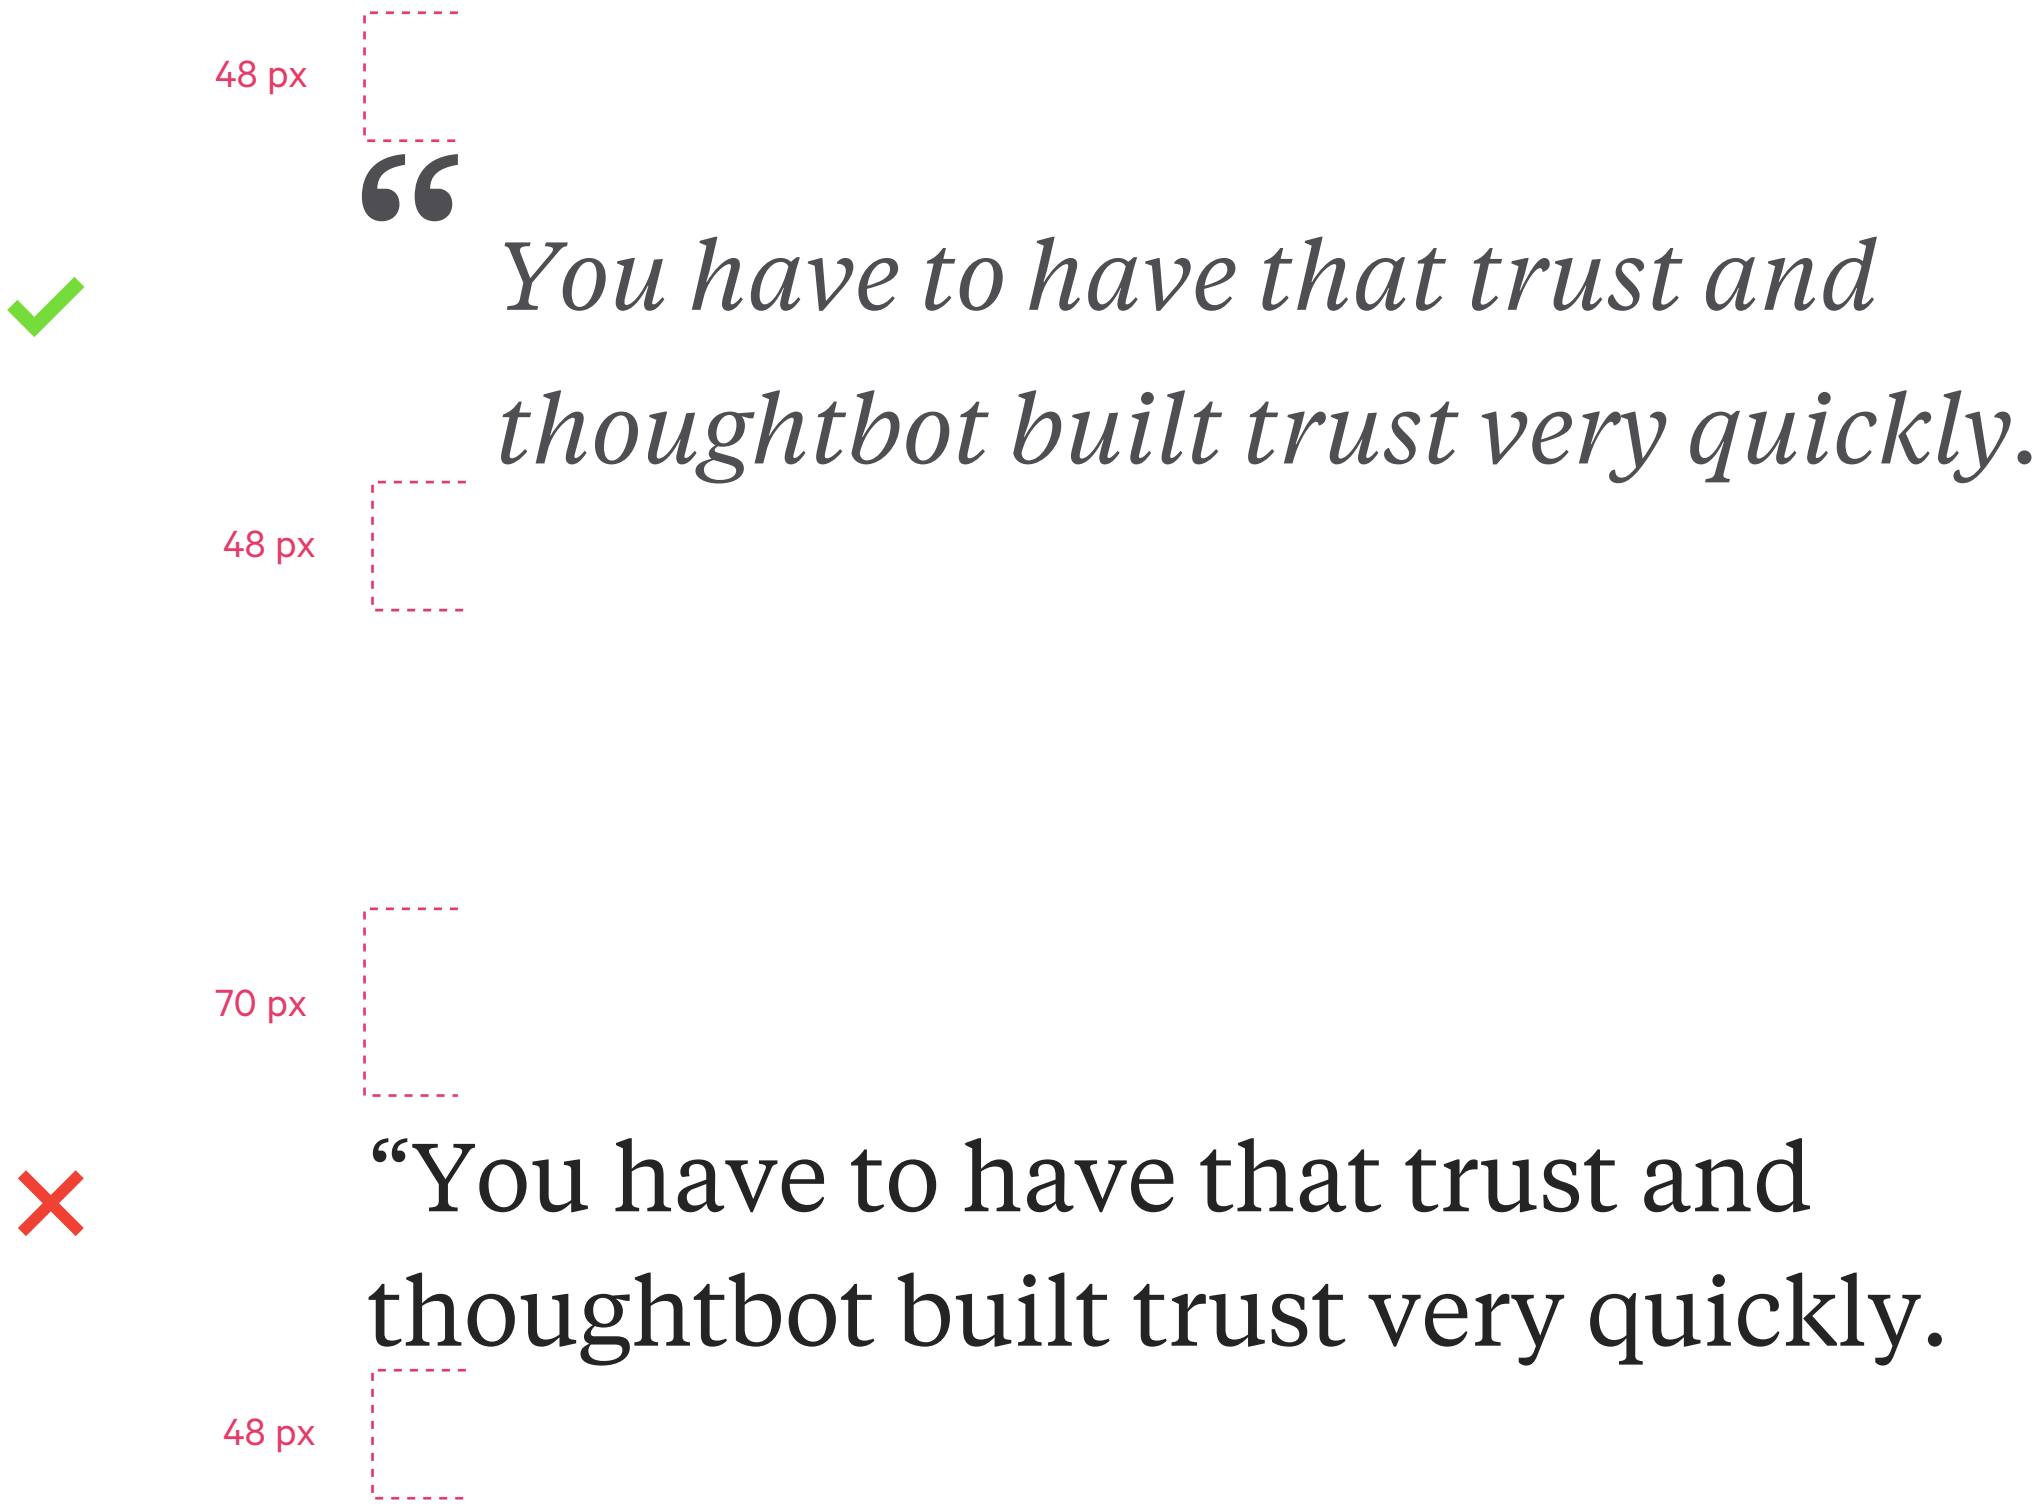 48 px
“
You have to have that trust and
thoughtbot built trust very quickly.
48 px
70 px
“You have to have that trust and
thoughtbot built trust very quickly.
48 px